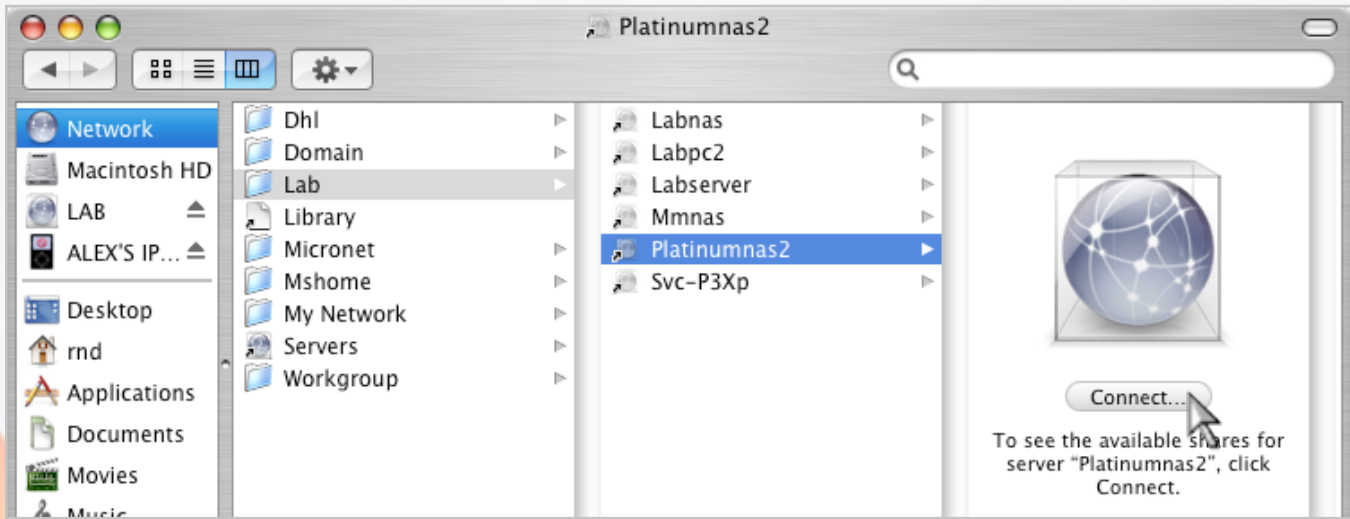 Platinumnas2
Network
Macintosh HD
LAB
ALEX'S IP...
Desktop
rnd
Applications
Documents
Movies
Music
Dhl
Domain
Lab
Library
Micronet
Mshome
My Network
Servers
Workgroup
Labnas
Labpc2
Labserver
Mmnas
Platinumnas2
Svc-P3Xp
Connect...
To see the available shares for
server "Platinumnas2", click
Connect.